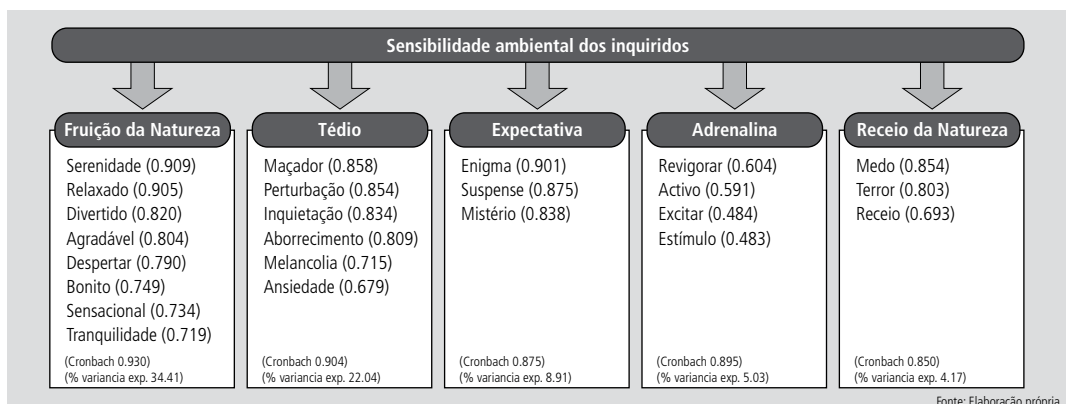 Sensibilidade ambiental dos inquiridos
Fruição da Natureza
Serenidade (0.909)
Relaxado (0.905)
Divertido (0.820)
Agradável (0.804)
Despertar (0.790)
Bonito (0.749)
Sensacional (0.734)
Tranquilidade (0.719)
(Cronbach 0.930)
(% variancia exp. 34.41)
Tédio
Maçador (0.858)
Perturbação (0.854)
Inquietação (0.834)
Aborrecimento (0.809)
Melancolia (0.715)
Ansiedade (0.679)
(Cronbach 0.904)
(% variancia exp. 22.04)
Expectativa
Enigma (0.901)
Suspense (0.875)
Mistério (0.838)
(Cronbach 0.875)
(% variancia exp. 8.91)
Adrenalina
Revigorar (0.604)
Activo (0.591)
Excitar (0.484)
Estímulo (0.483)
(Cronbach 0.895)
(% variancia exp. 5.03)
Receio da Natureza
Medo (0.854)
Terror (0.803)
Receio (0.693)
(Cronbach 0.850)
(% variancia exp. 4.17)
Fonte: Elaboração própria